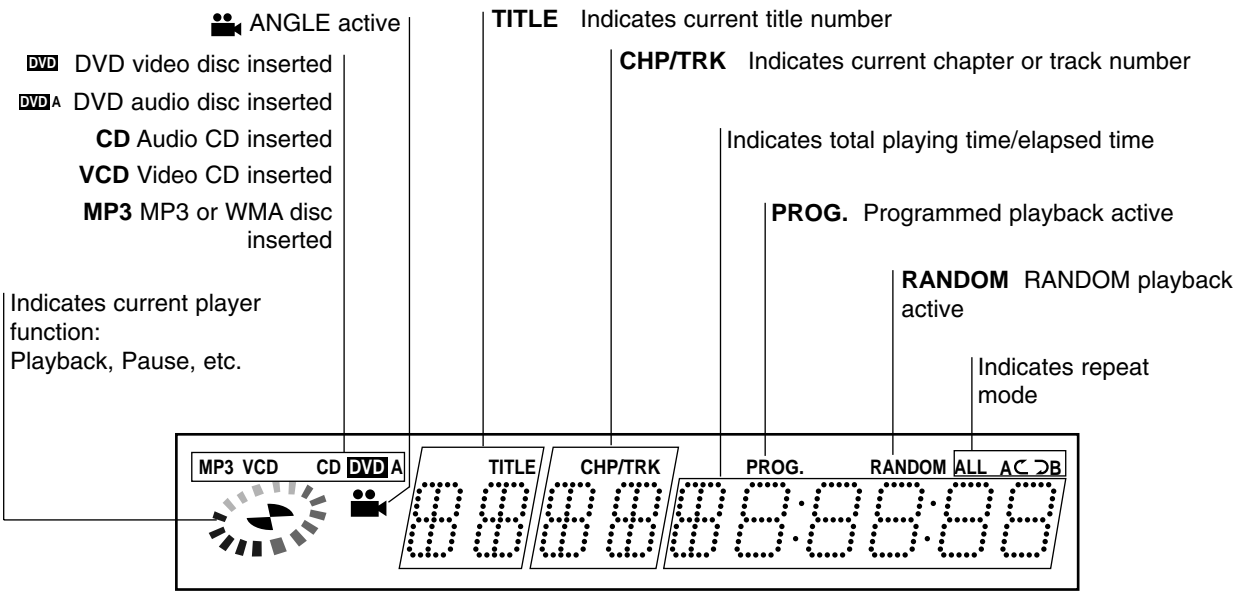 ANGLE active
TITLE Indicates current title number
DVD DVD video disc inserted
CHP/TRK Indicates current chapter or track number
DVD A DVD audio disc inserted
CD Audio CD inserted
Indicates total playing time/elapsed time
VCD Video CD inserted
MP3 MP3 or WMA disc
inserted
PROG. Programmed playback active
RANDOM RANDOM playback
active
Indicates current player
function:
Playback, Pause, etc.
Indicates repeat
mode
MP3 VCD CD DVD A TITLE CHP/TRK PROG. RANDOM ALL A B